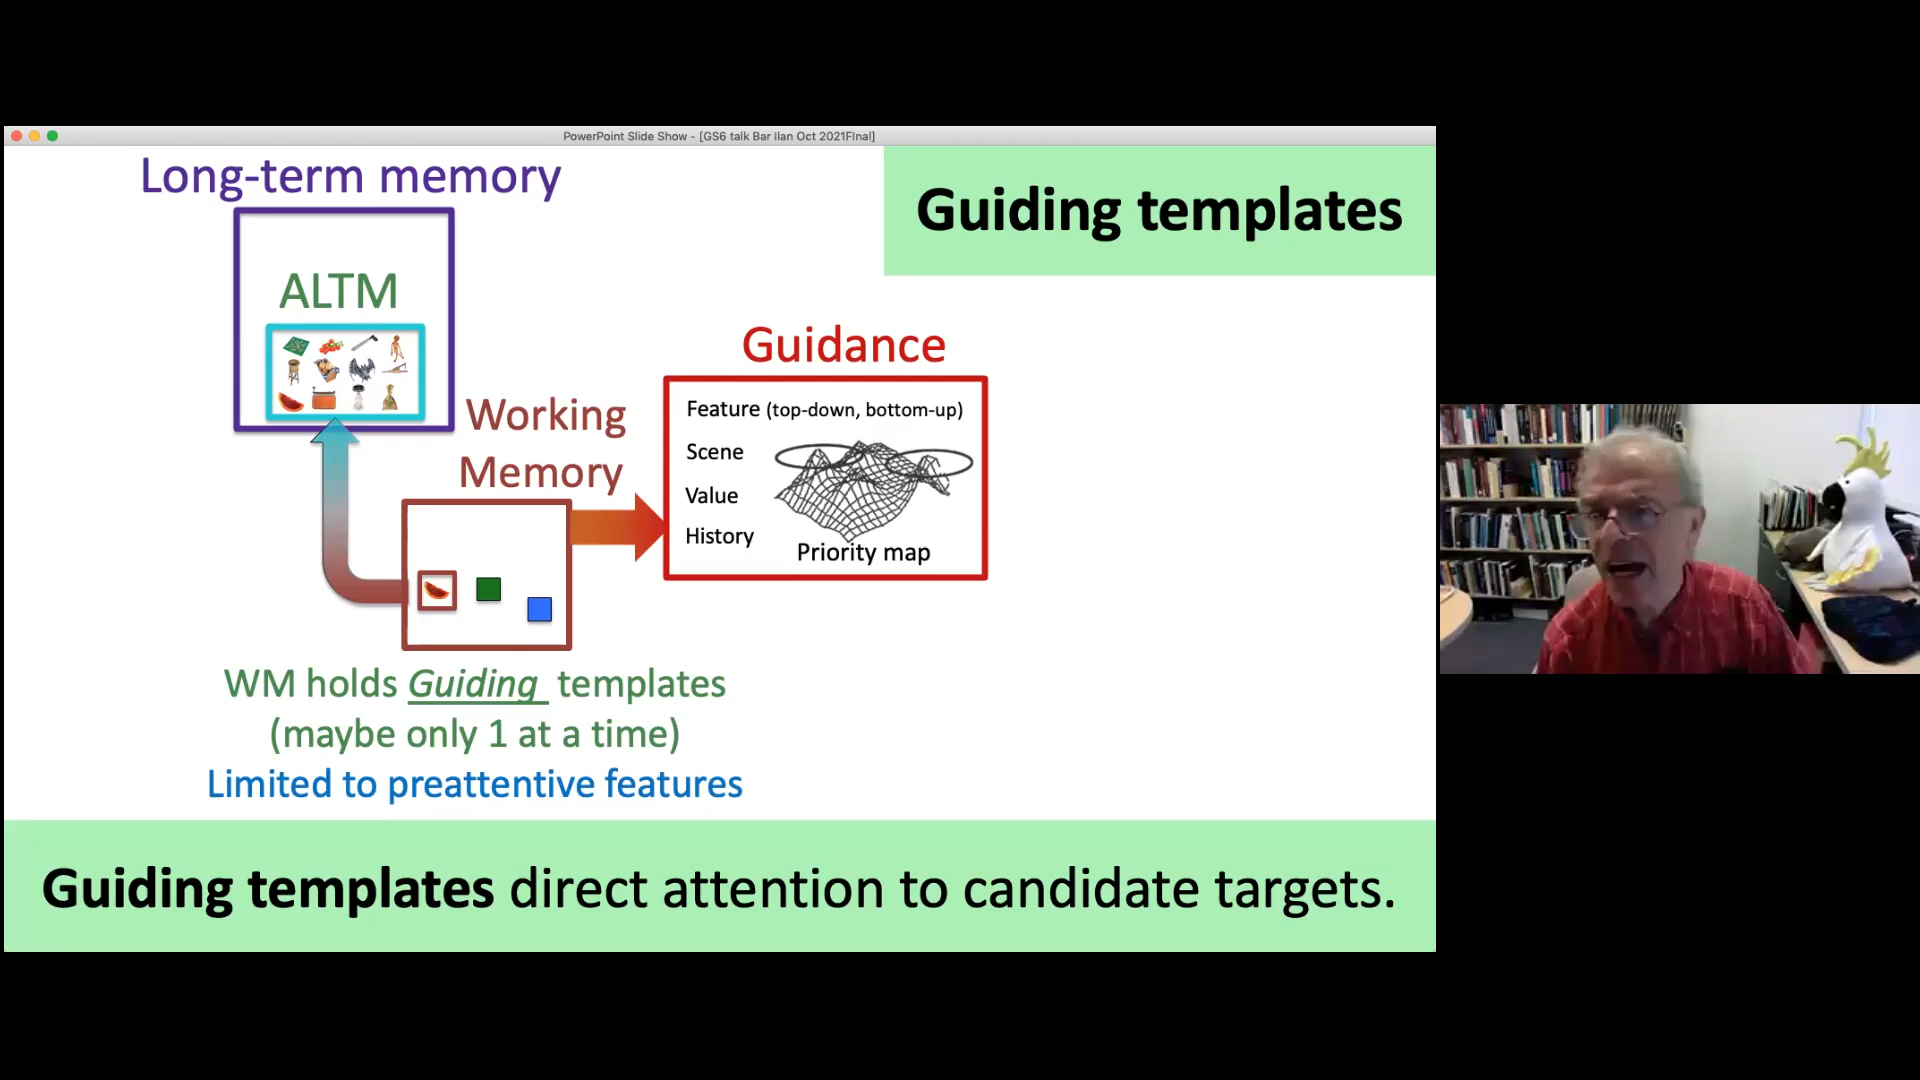 PowerPoint Slide Show - [GS6 talk Bar Ilan Oct 2021FInal]
Long-term memory
Guiding templates
ALTM
Guidance
Working
Memory
Feature (top-down, bottom-up)
Scene
Value
History
Priority map
WM holds Guiding templates
(maybe only 1 at a time)
Limited to preattentive features
Guiding templates direct attention to candidate targets.